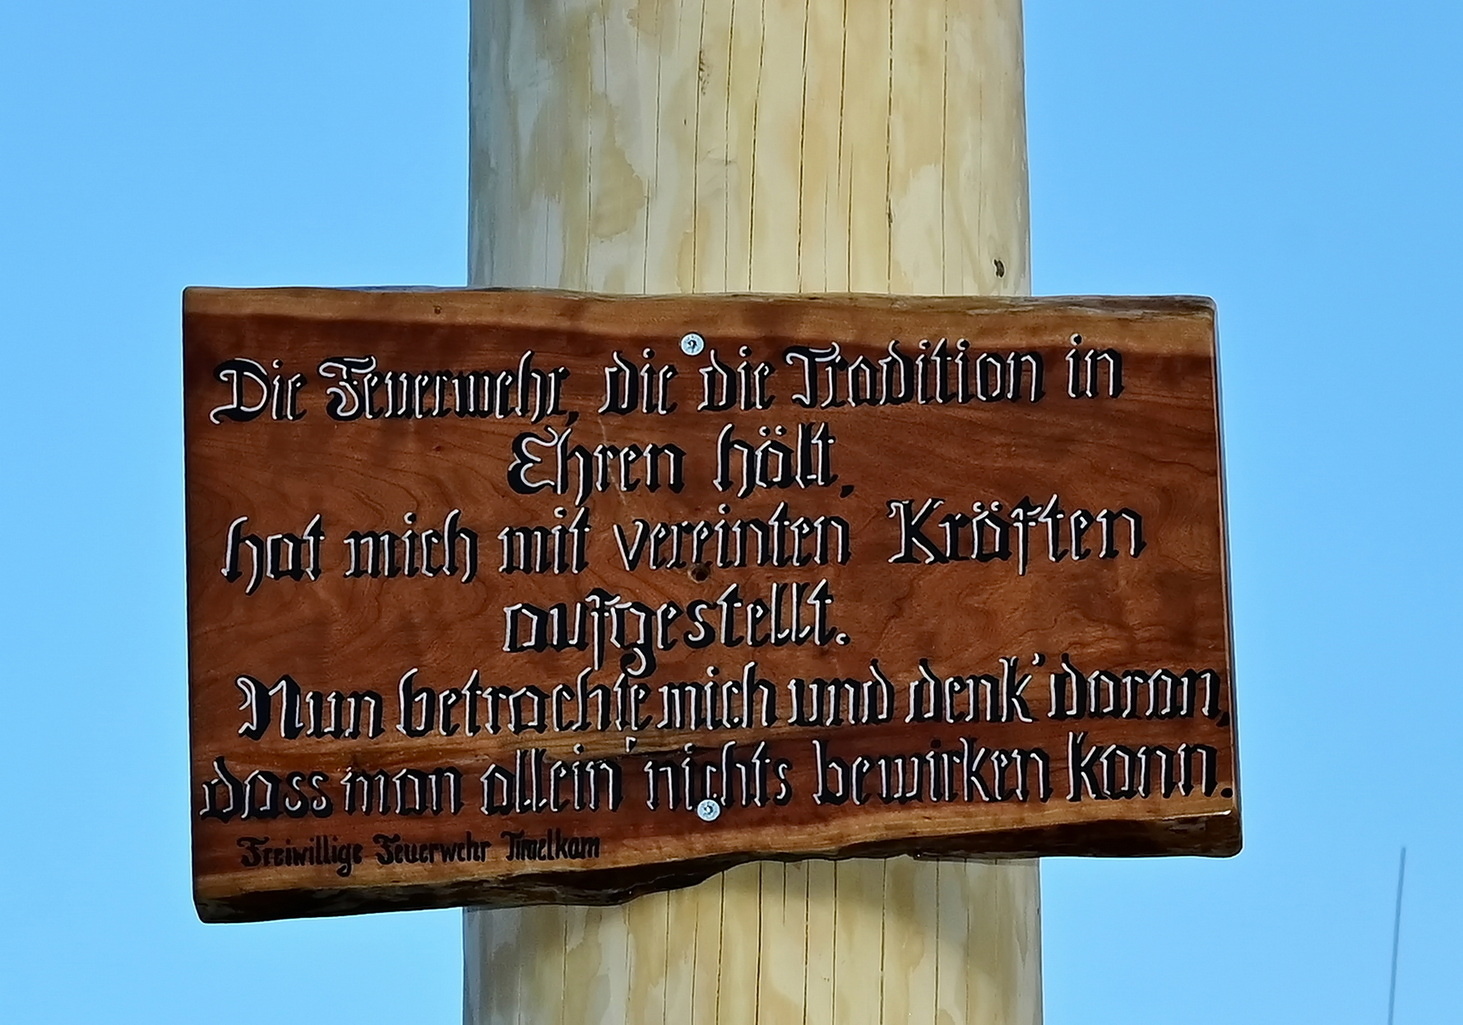 Die Feuerwehr, die die Tradition in
Ehren hält,
hat mich mit vereinten Kräften
aufgestellt.
Nun betrachte mich und denk' daran,
dass man allein nichts bewirken kann.
Freiwillige Feuerwehr Timelkam